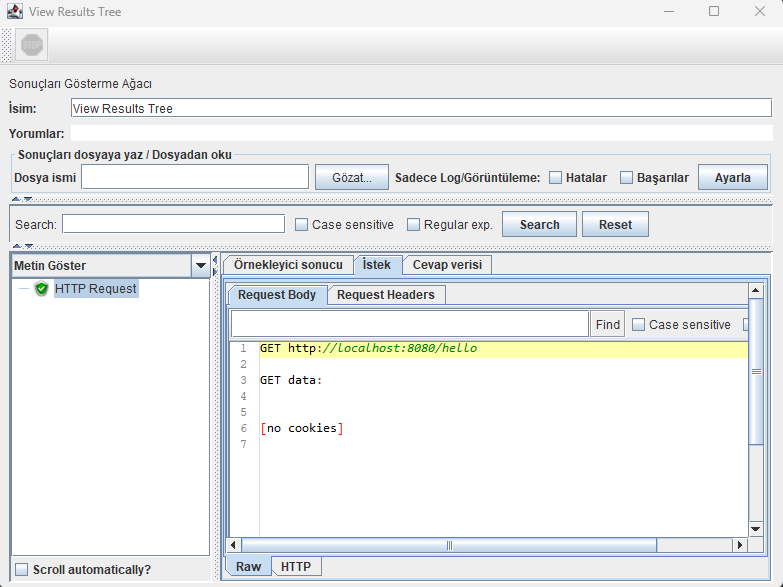 View Results Tree
STOP
Sonuçları Gösterme Ağacı
İsim: View Results Tree
Yorumlar:
Sonuçları dosyaya yaz / Dosyadan oku
Dosya ismi Gözat... Sadece Log/Görüntüleme: Hatalar Başarılar Ayarla
Search: Case sensitive Regular exp. Search Reset
Metin Göster
HTTP Request
Scroll automatically?
Örnekleyici sonucu İstek Cevap verisi
Request Body Request Headers
Find Case sensitive
1 GET http://localhost:8080/hello
2
3 GET data:
4
5
6 [no cookies]
7
Raw HTTP